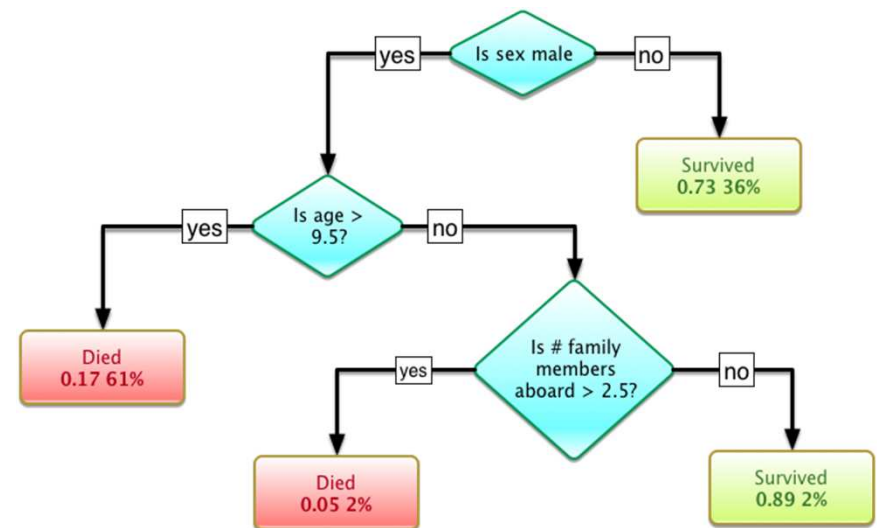 Is sex male
yes
no
Survived
0.73 36%
Is age >
9.5?
yes
no
Died
0.17 61%
Is # family
members
aboard > 2.5?
yes
no
Died
0.05 2%
Survived
0.89 2%